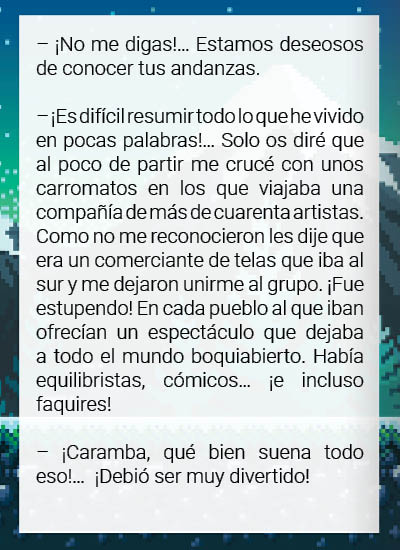 – ¡No me digas!... Estamos deseosos
de conocer tus andanzas.
– ¡Es difícil resumir todo lo que he vivido
en pocas palabras!... Solo os diré que
al poco de partir me crucé con unos
carromatos en los que viajaba una
compañía de más de cuarenta artistas.
Como no me reconocieron les dije que
era un comerciante de telas que iba al
sur y me dejaron unirme al grupo. ¡Fue
estupendo! En cada pueblo al que iban
ofrecían un espectáculo que dejaba
a todo el mundo boquiabierto. Había
equilibristas, cómicos... ¡e incluso
faquires!
– ¡Caramba, qué bien suena todo
eso!... ¡Debió ser muy divertido!